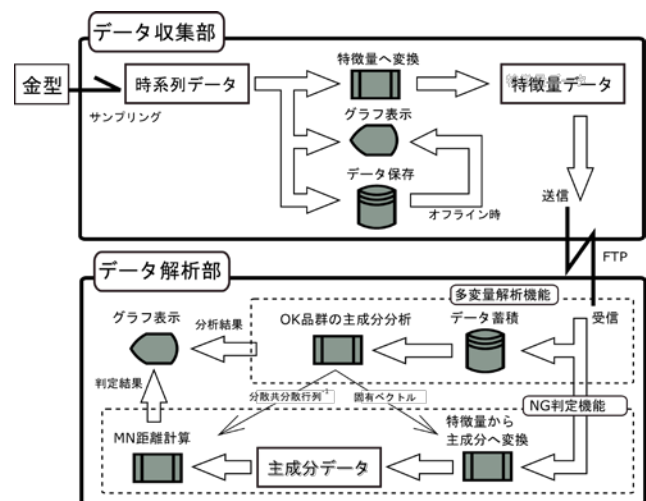 データ収集部
金型
時系列データ
サンプリング
特徴量へ変換
特徴量データ
グラフ表示
データ保存
オフライン時
送信
FTP
データ解析部
多変量解析機能
グラフ表示
分析結果
OK品群の主成分分析
データ蓄積
受信
判定結果
分散共分散行列⁻¹
固有ベクトル
NG判定機能
MN距離計算
主成分データ
特徴量から
主成分へ変換